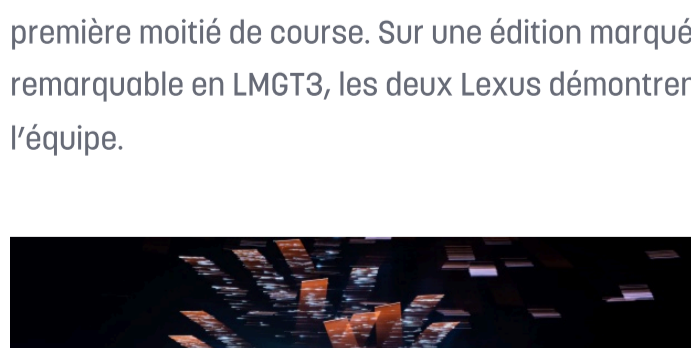 première moitié de course. Sur une édition marqué
remarquable en LMGT3, les deux Lexus démontrer
l’équipe.